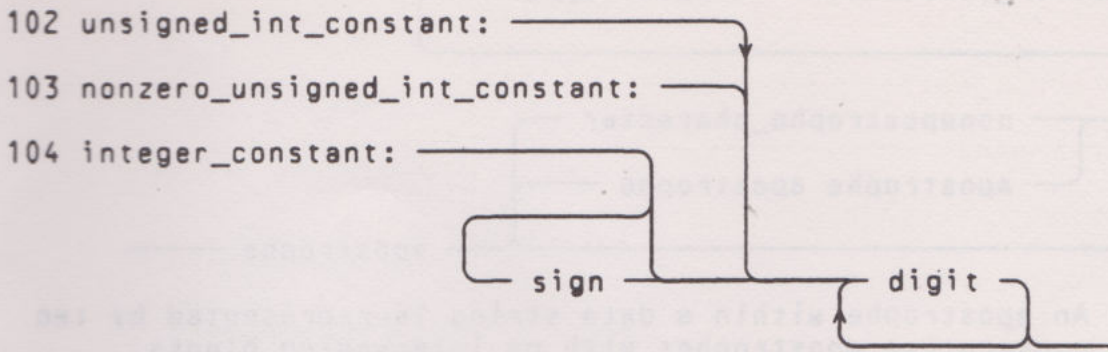 102 unsigned_int_constant:
103 nonzero_unsigned_int_constant:
104 integer_constant:
sign digit